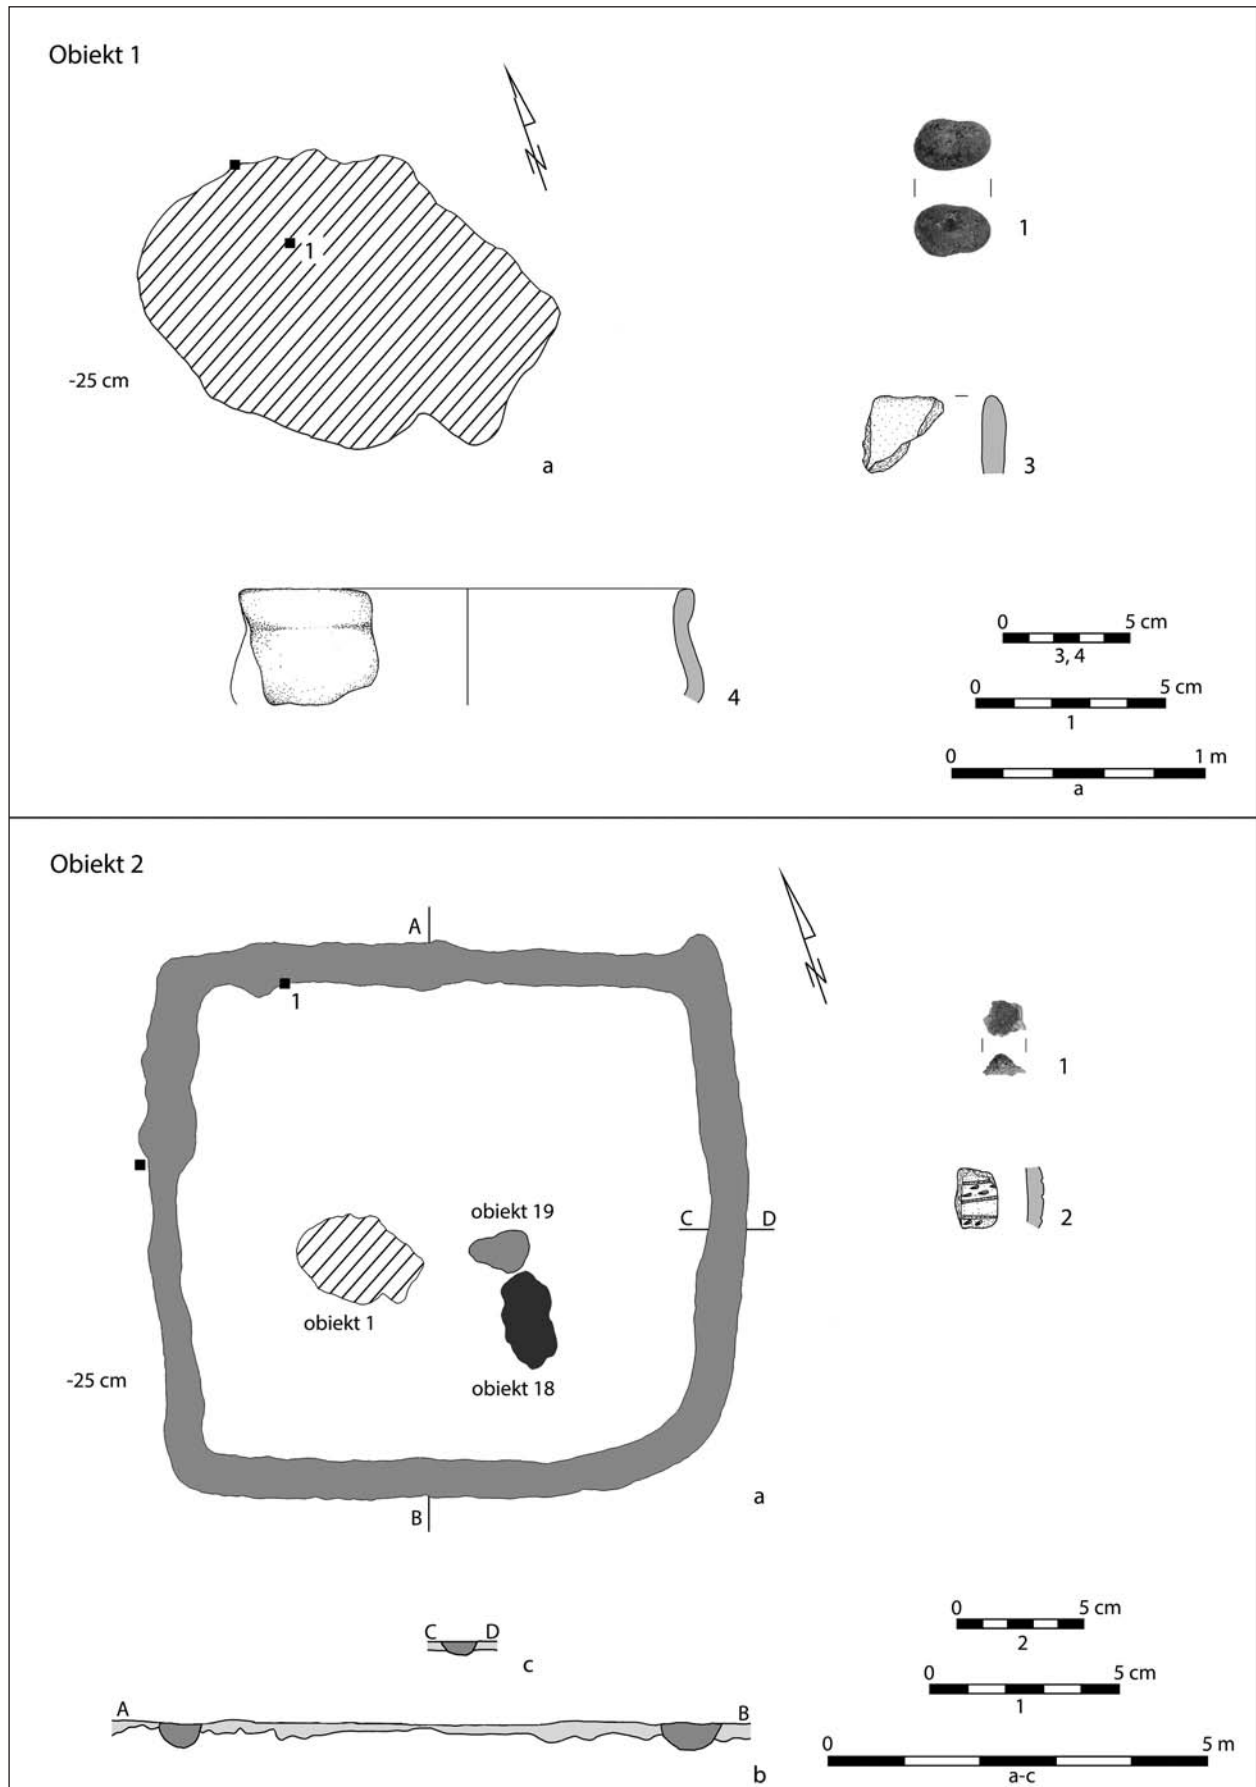 Obiekt 1
1
1
-25 cm
a
3
4
0 5 cm
3, 4
0 5 cm
1
0 1 m
a
Obiekt 2
A
1
1
C D
obiekt 19
2
obiekt 1
-25 cm
obiekt 18
a
B
C D
c
0 5 cm
2
0 5 cm
1
A B
b
0 5 m
a-c